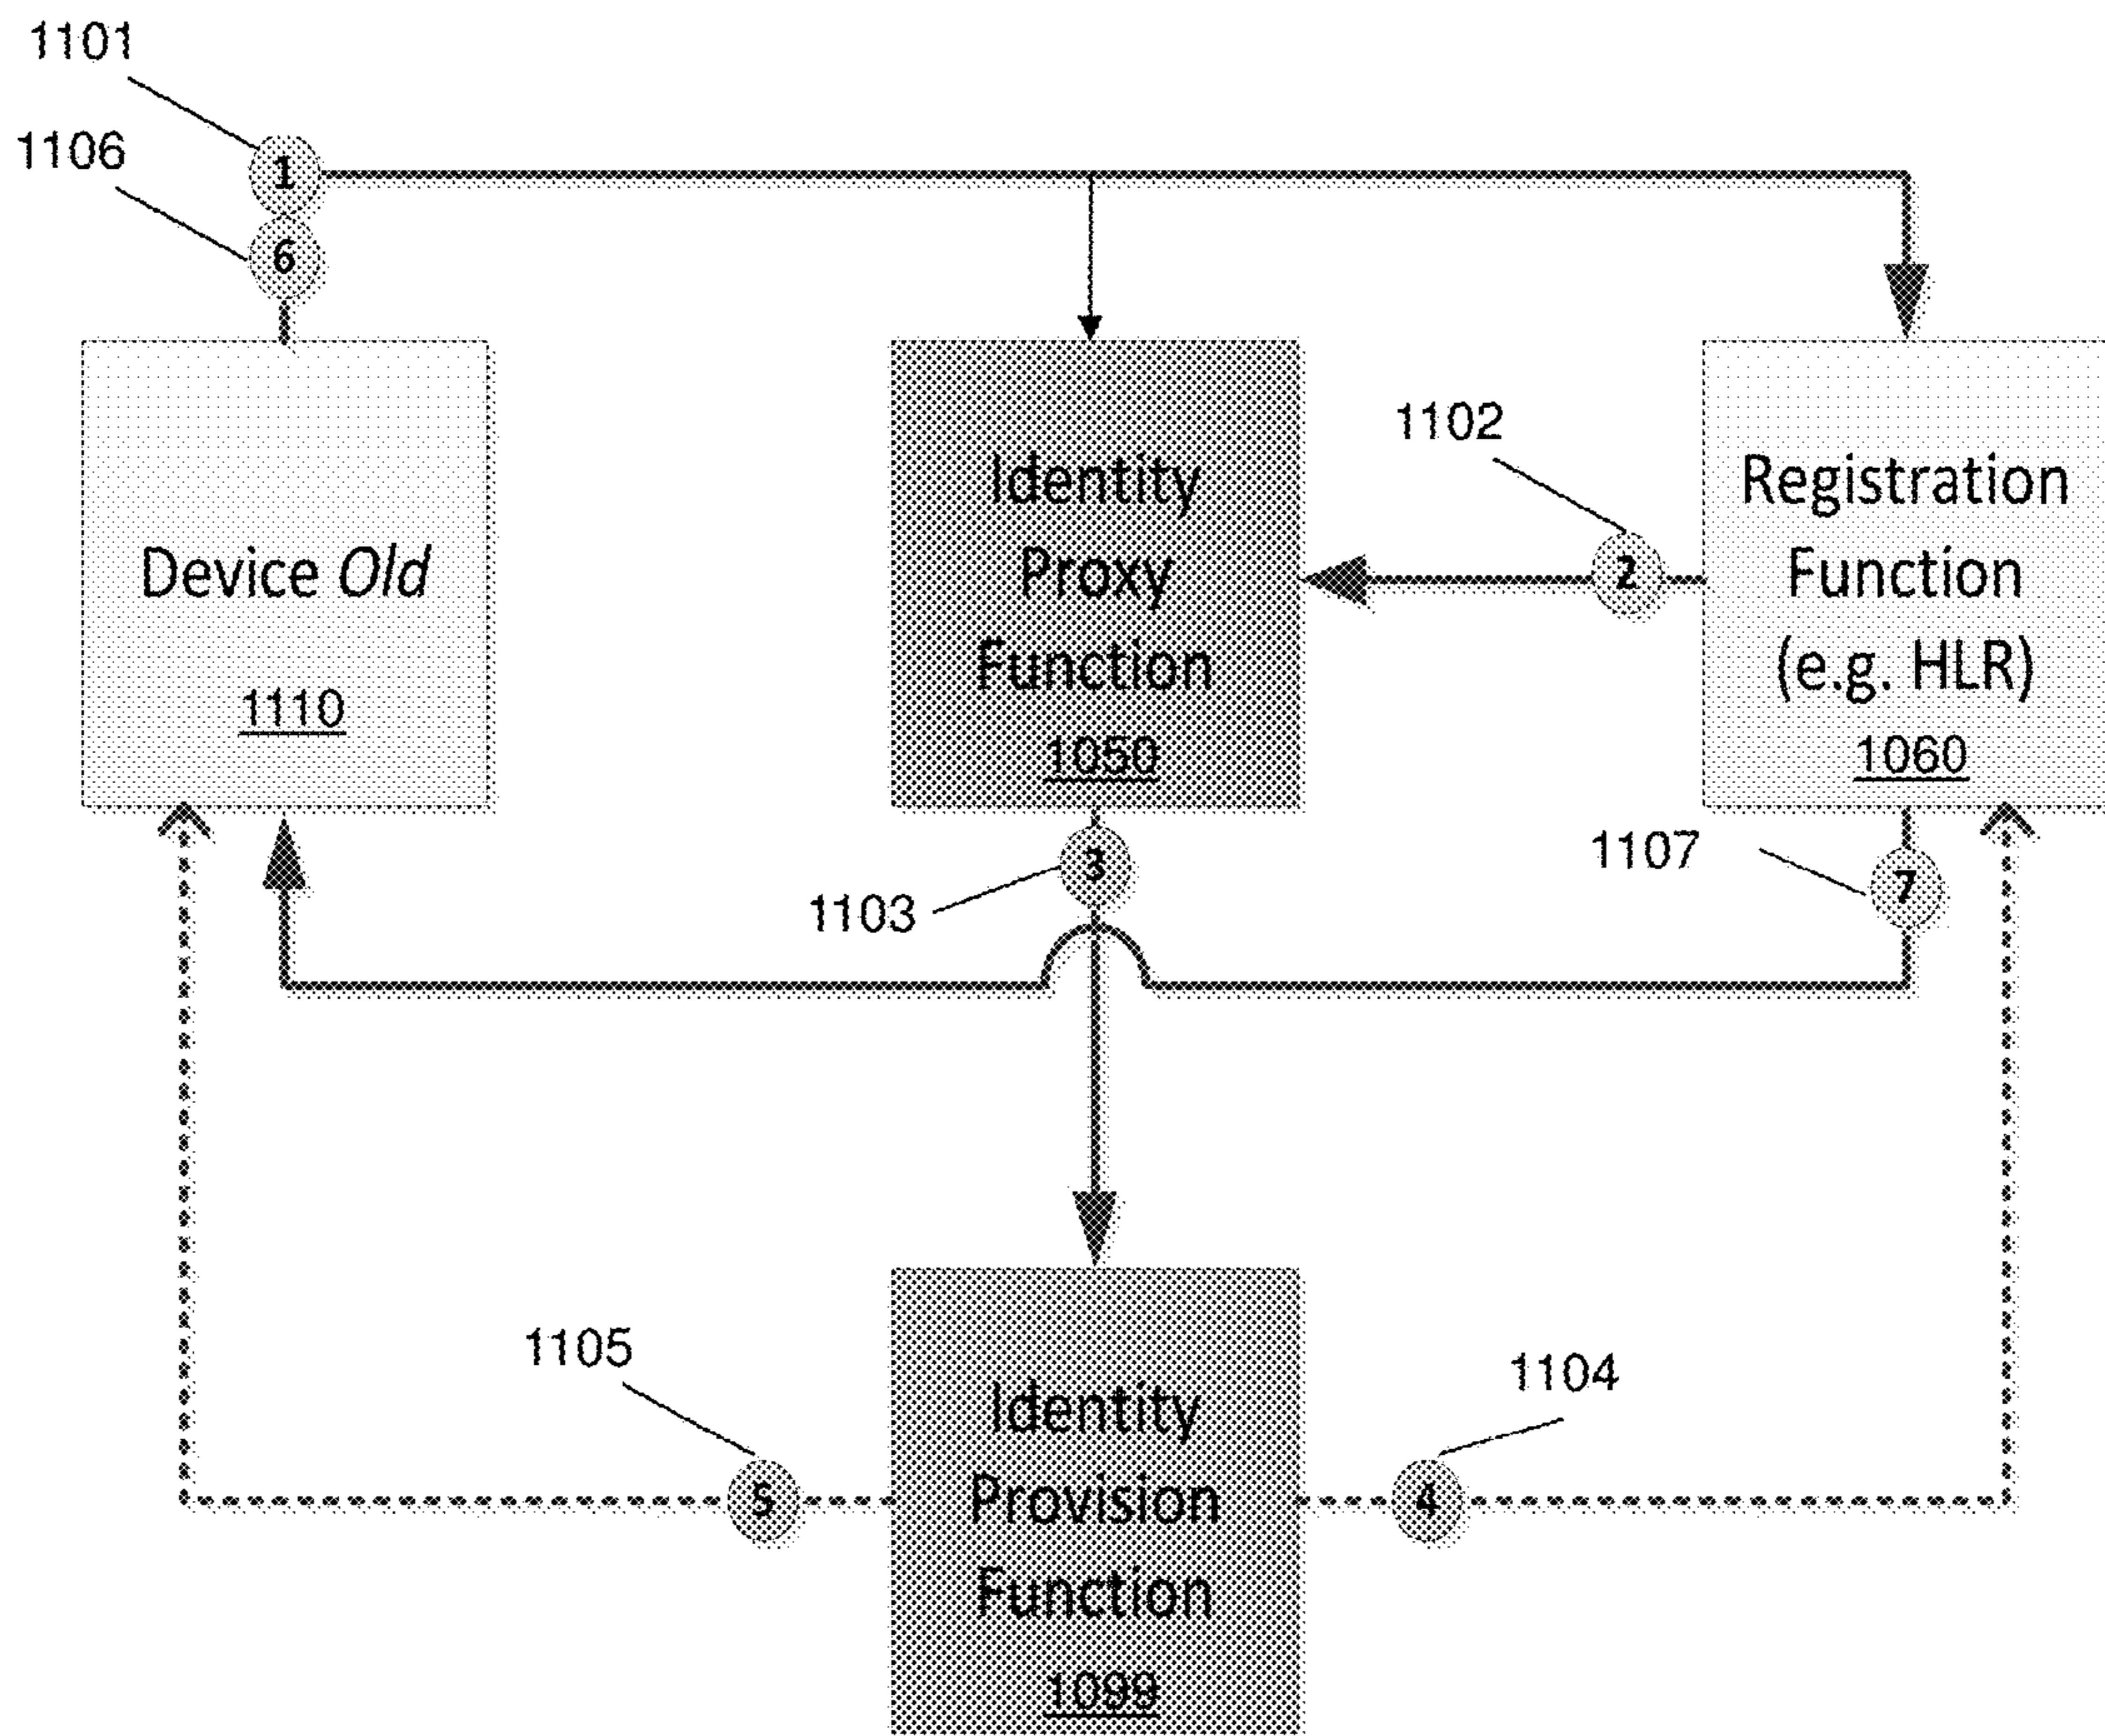 1101
1106
1
6
1102
Device Old
1110
Identity
Proxy
Function
1050
2
Registration
Function
(e.g. HLR)
1060
1103
3
1107
7
1105
5
Identity
Provision
Function
1099
1104
4